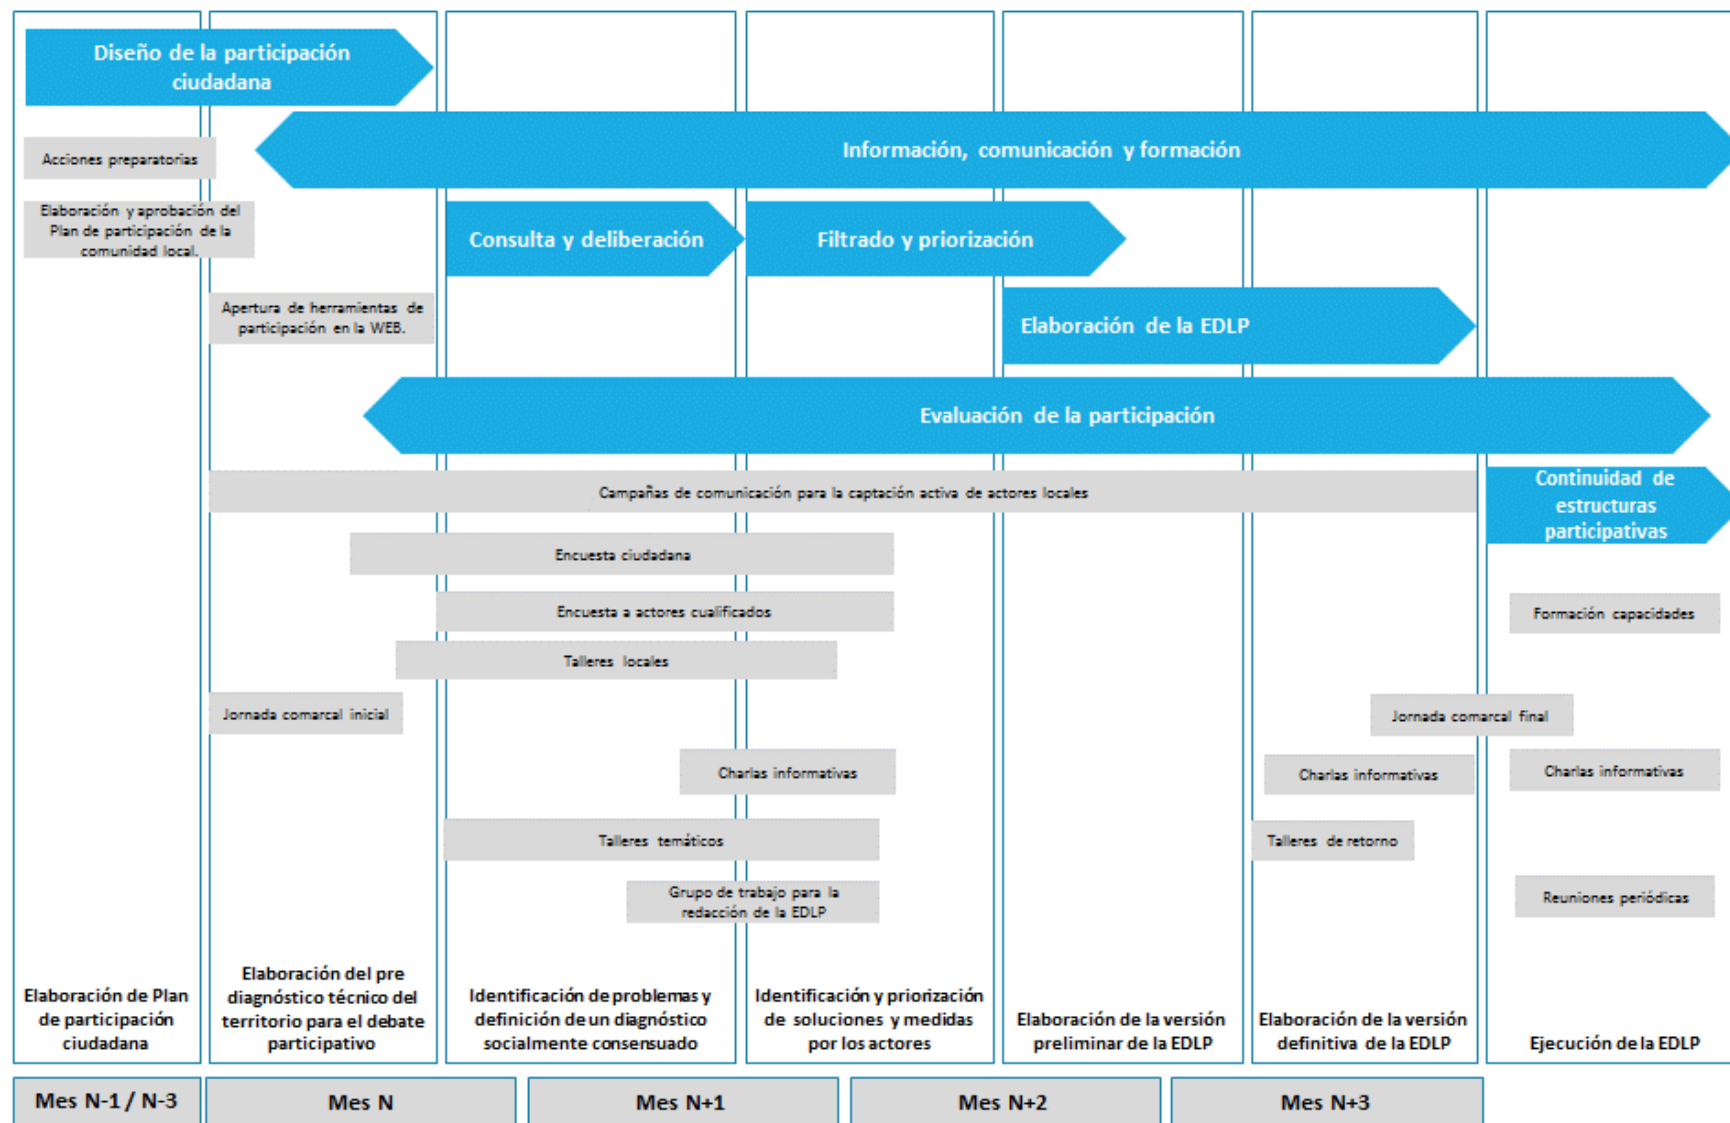 Diseño de la participación
ciudadana
Información, comunicación y formación
Acciones preparatorias
Elaboración y aprobación del
Plan de participación de la
comunidad local.
Consulta y deliberación
Filtrado y priorización
Apertura de herramientas de
participación en la WEB.
Elaboración de la EDLP
Evaluación de la participación
Campañas de comunicación para la captación activa de actores locales
Continuidad de
estructuras
participativas
Encuesta ciudadana
Encuesta a actores cualificados
Formación capacidades
Talleres locales
Jornada comarcal inicial
Jornada comarcal final
Charlas informativas
Charlas informativas
Charlas informativas
Talleres temáticos
Talleres de retorno
Grupo de trabajo para la
redacción de la EDLP
Reuniones periódicas
Elaboración de Plan
de participación
ciudadana
Elaboración del pre
diagnóstico técnico del
territorio para el debate
participativo
Identificación de problemas y
definición de un diagnóstico
socialmente consensuado
Identificación y priorización
de soluciones y medidas
por los actores
Elaboración de la versión
preliminar de la EDLP
Elaboración de la versión
definitiva de la EDLP
Ejecución de la EDLP
Mes N-1 / N-3
Mes N
Mes N+1
Mes N+2
Mes N+3